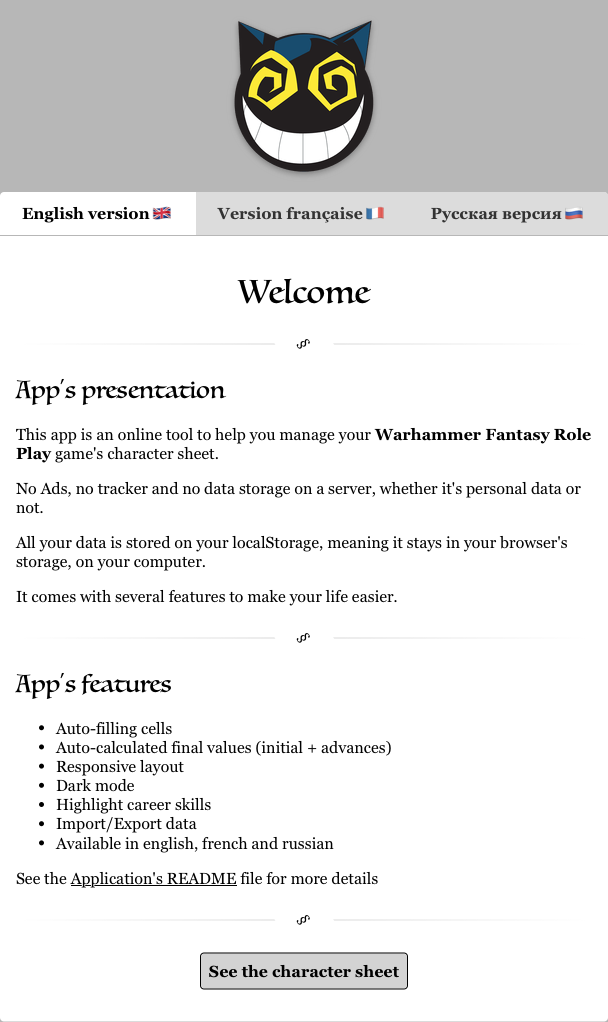 English version 🇬🇧
Version française 🇫🇷
Русская версия 🇷🇺
Welcome
App's presentation
This app is an online tool to help you manage your Warhammer Fantasy Role
Play game's character sheet.
No Ads, no tracker and no data storage on a server, whether it's personal data or
not.
All your data is stored on your localStorage, meaning it stays in your browser's
storage, on your computer.
It comes with several features to make your life easier.
App's features
• Auto-filling cells
• Auto-calculated final values (initial + advances)
• Responsive layout
• Dark mode
• Highlight career skills
• Import/Export data
• Available in english, french and russian
See the Application's README file for more details
See the character sheet